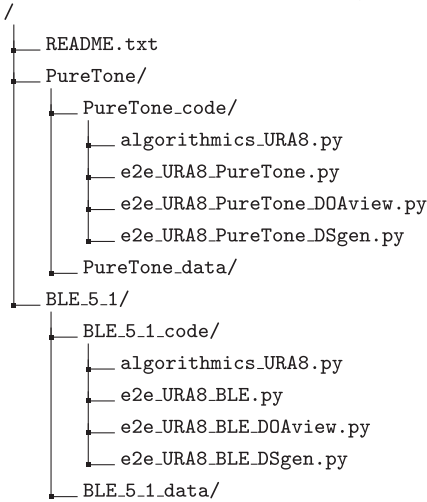 /
README.txt
PureTone/
PureTone_code/
algorithmics_URA8.py
e2e_URA8_PureTone.py
e2e_URA8_PureTone_DOAview.py
e2e_URA8_PureTone_DSgen.py
PureTone_data/
BLE_5_1/
BLE_5_1_code/
algorithmics_URA8.py
e2e_URA8_BLE.py
e2e_URA8_BLE_DOAview.py
e2e_URA8_BLE_DSgen.py
BLE_5_1_data/